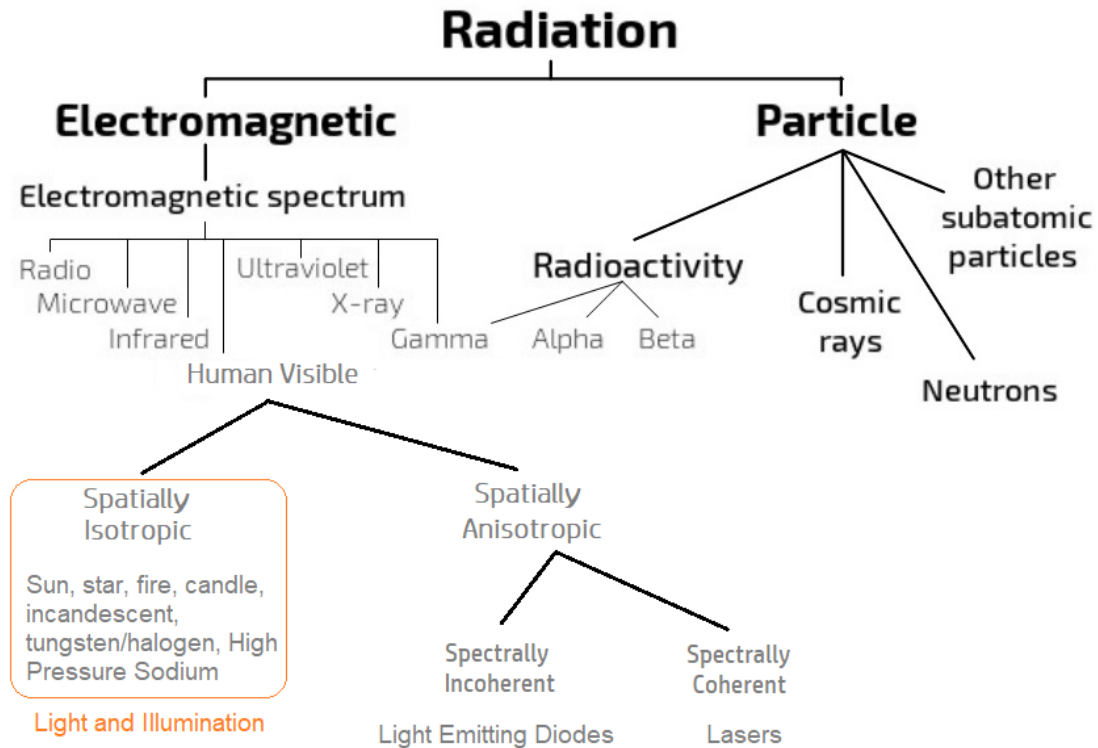 Radiation
Electromagnetic
Particle
Electromagnetic spectrum
Radio
Microwave
Infrared
Human Visible
Ultraviolet
X-ray
Gamma
Radioactivity
Alpha
Beta
Cosmic
rays
Neutrons
Other
subatomic
particles
Spatially
Isotropic
Sun, star, fire, candle,
incandescent,
tungsten/halogen, High
Pressure Sodium
Light and Illumination
Spatially
Anisotropic
Spectrally
Incoherent
Light Emitting Diodes
Spectrally
Coherent
Lasers